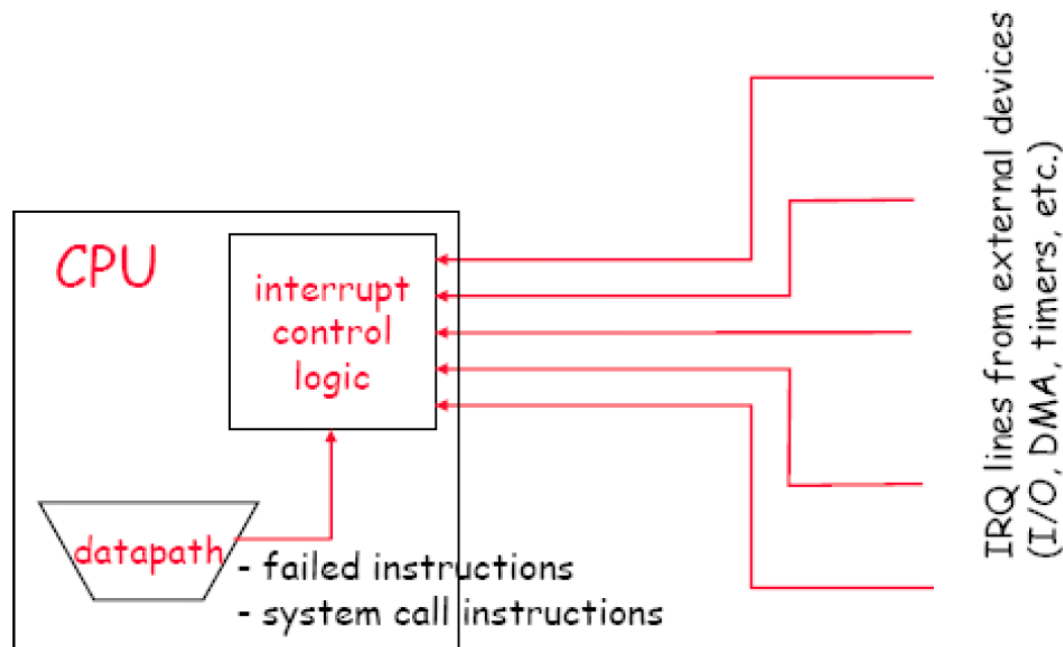 CPU
interrupt
control
logic
datapath
- failed instructions
- system call instructions
IRQ lines from external devices
(I/O, DMA, timers, etc.)